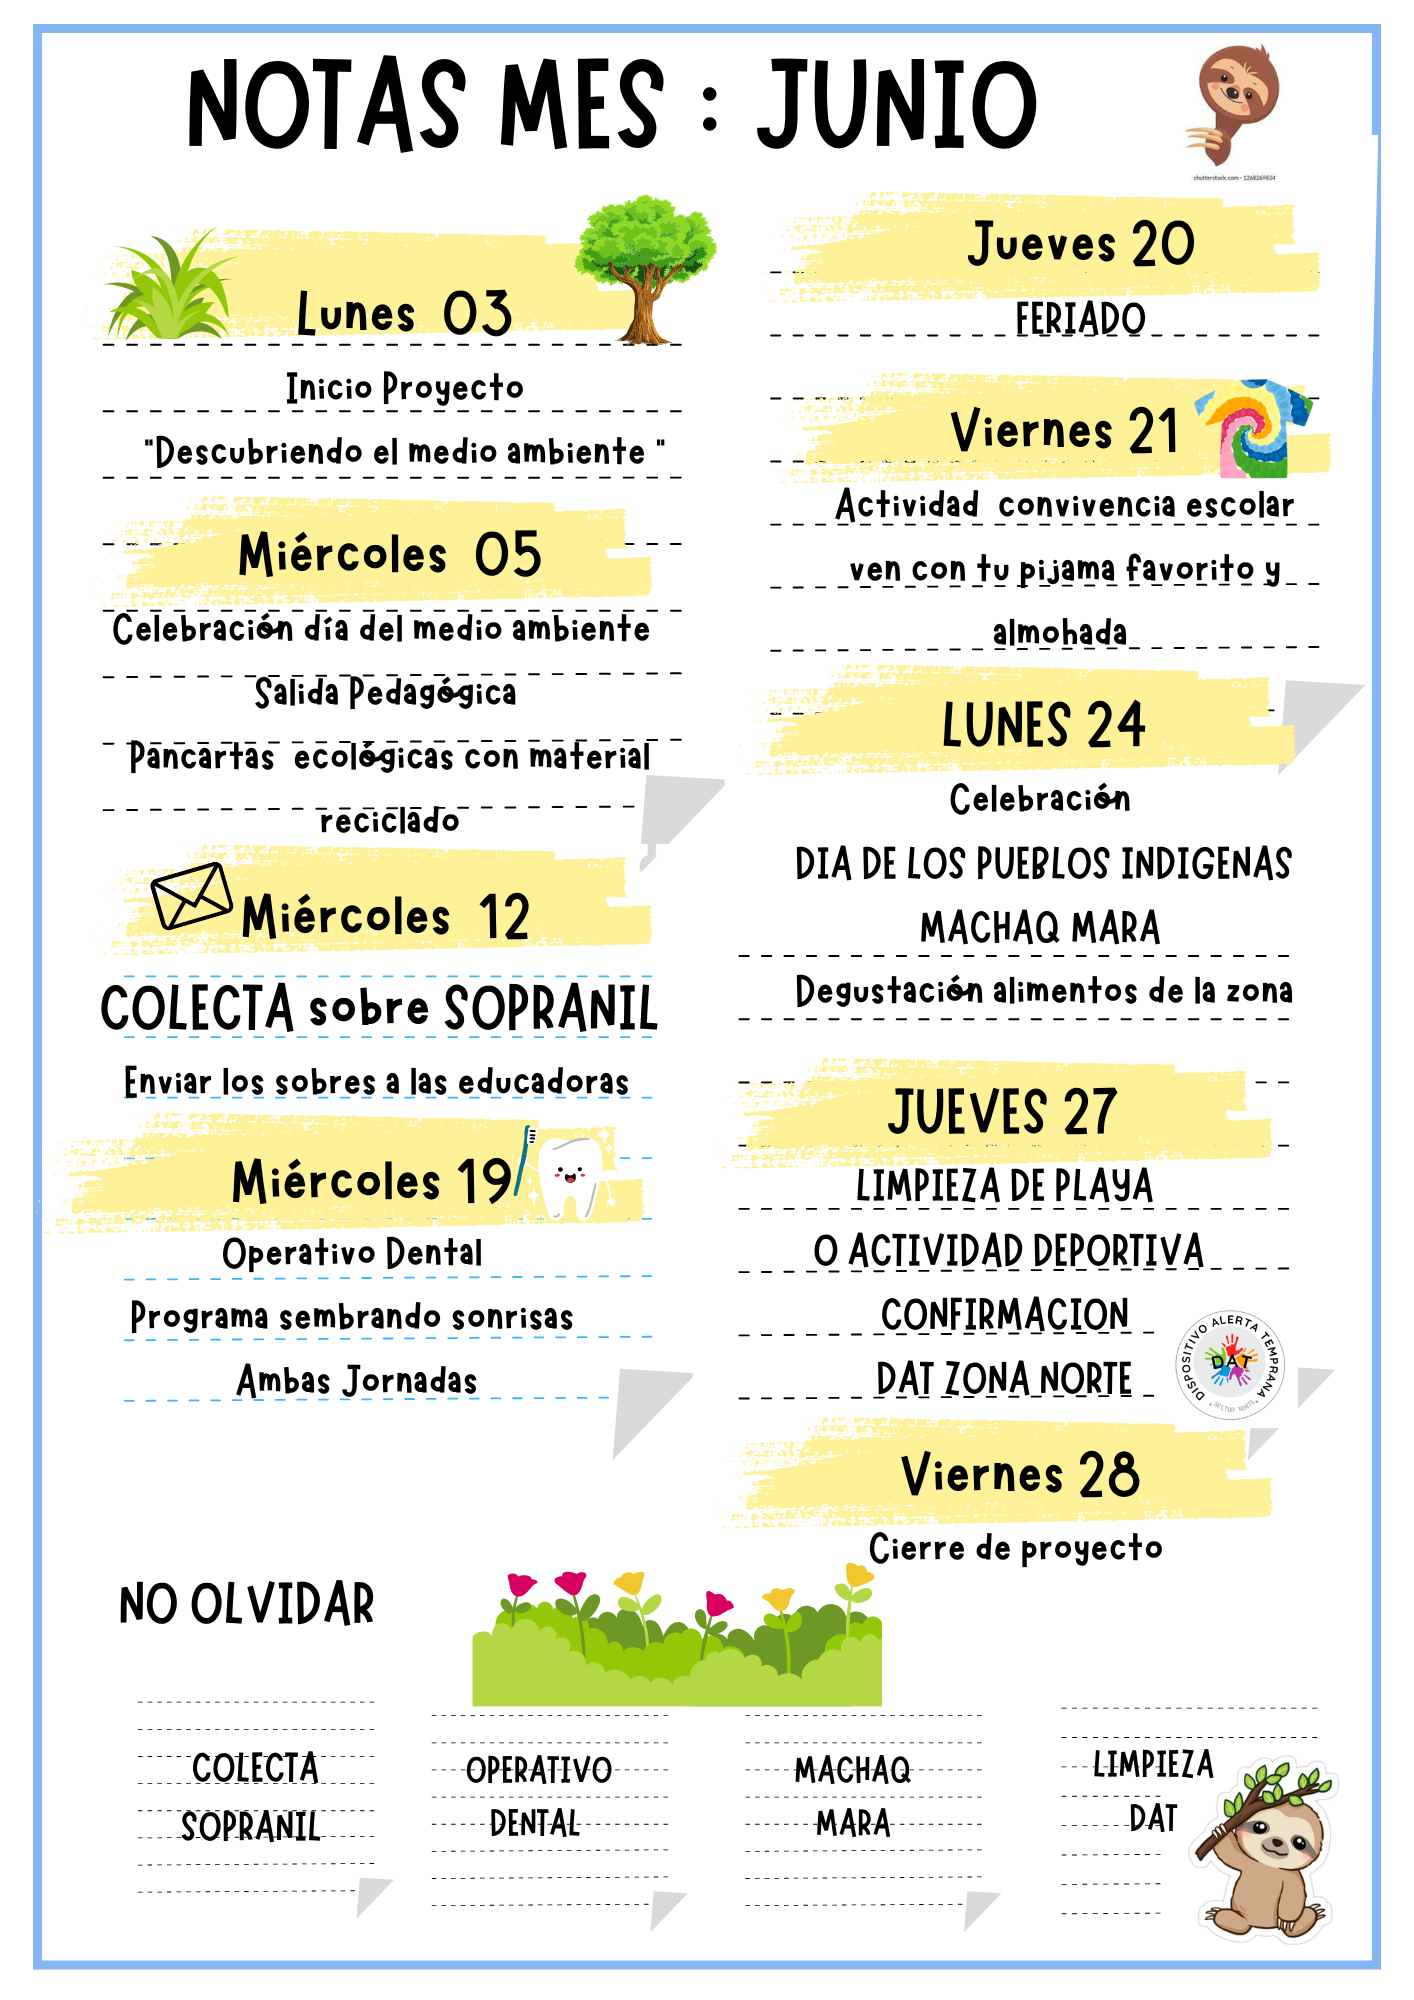 NOTAS MES : JUNIO
shutterstock.com · 1268269834
Lunes 03
Inicio Proyecto
"Descubriendo el medio ambiente "
Miércoles 05
Celebración día del medio ambiente
Salida Pedagógica
Pancartas ecológicas con material
reciclado
Miércoles 12
COLECTA sobre SOPRANIL
Enviar los sobres a las educadoras
Miércoles 19
Operativo Dental
Programa sembrando sonrisas
Ambas Jornadas
Jueves 20
FERIADO
Viernes 21
Actividad convivencia escolar
ven con tu pijama favorito y
almohada
LUNES 24
Celebración
DIA DE LOS PUEBLOS INDIGENAS
MACHAQ MARA
Degustación alimentos de la zona
JUEVES 27
LIMPIEZA DE PLAYA
O ACTIVIDAD DEPORTIVA
CONFIRMACION
DAT ZONA NORTE
DISPOSITIVO ALERTA TEMPRANA
DAT
SECTOR NORTE
Viernes 28
Cierre de proyecto
NO OLVIDAR
COLECTA
SOPRANIL
OPERATIVO
DENTAL
MACHAQ
MARA
LIMPIEZA
DAT